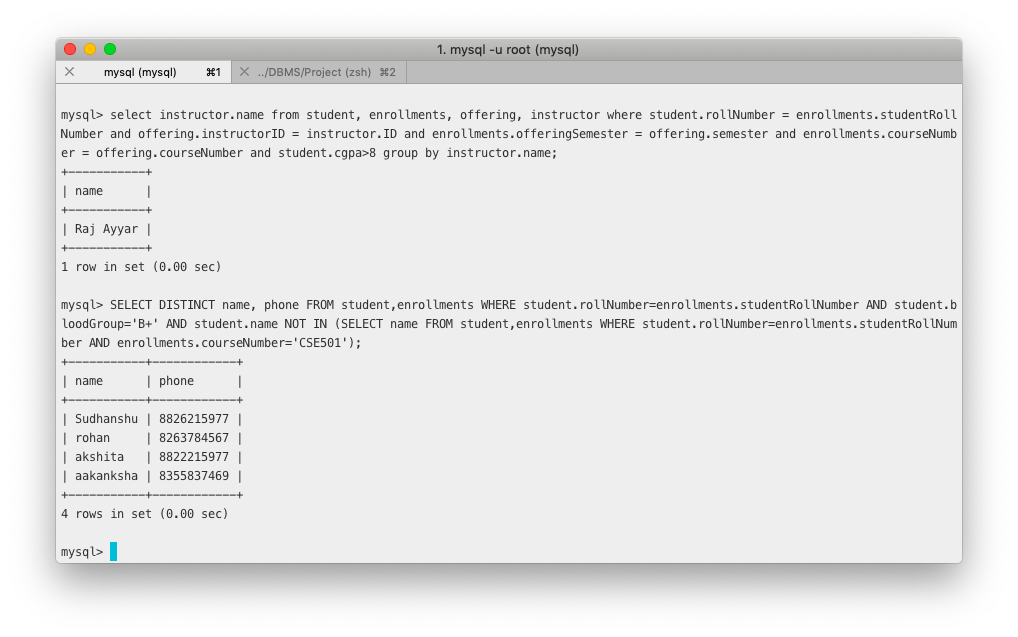 1. mysql -u root (mysql)
mysql (mysql) ⌘1 ../DBMS/Project (zsh) ⌘2
mysql> select instructor.name from student, enrollments, offering, instructor where student.rollNumber = enrollments.studentRoll
Number and offering.instructorID = instructor.ID and enrollments.offeringSemester = offering.semester and enrollments.courseNumb
er = offering.courseNumber and student.cgpa>8 group by instructor.name;
+-----------+
| name      |
+-----------+
| Raj Ayyar |
+-----------+
1 row in set (0.00 sec)
mysql> SELECT DISTINCT name, phone FROM student,enrollments WHERE student.rollNumber=enrollments.studentRollNumber AND student.b
loodGroup='B+' AND student.name NOT IN (SELECT name FROM student,enrollments WHERE student.rollNumber=enrollments.studentRollNum
ber AND enrollments.courseNumber='CSE501');
+-----------+------------+
| name      | phone      |
+-----------+------------+
| Sudhanshu | 8826215977 |
| rohan     | 8263784567 |
| akshita   | 8822215977 |
| aakanksha | 8355837469 |
+-----------+------------+
4 rows in set (0.00 sec)
mysql>